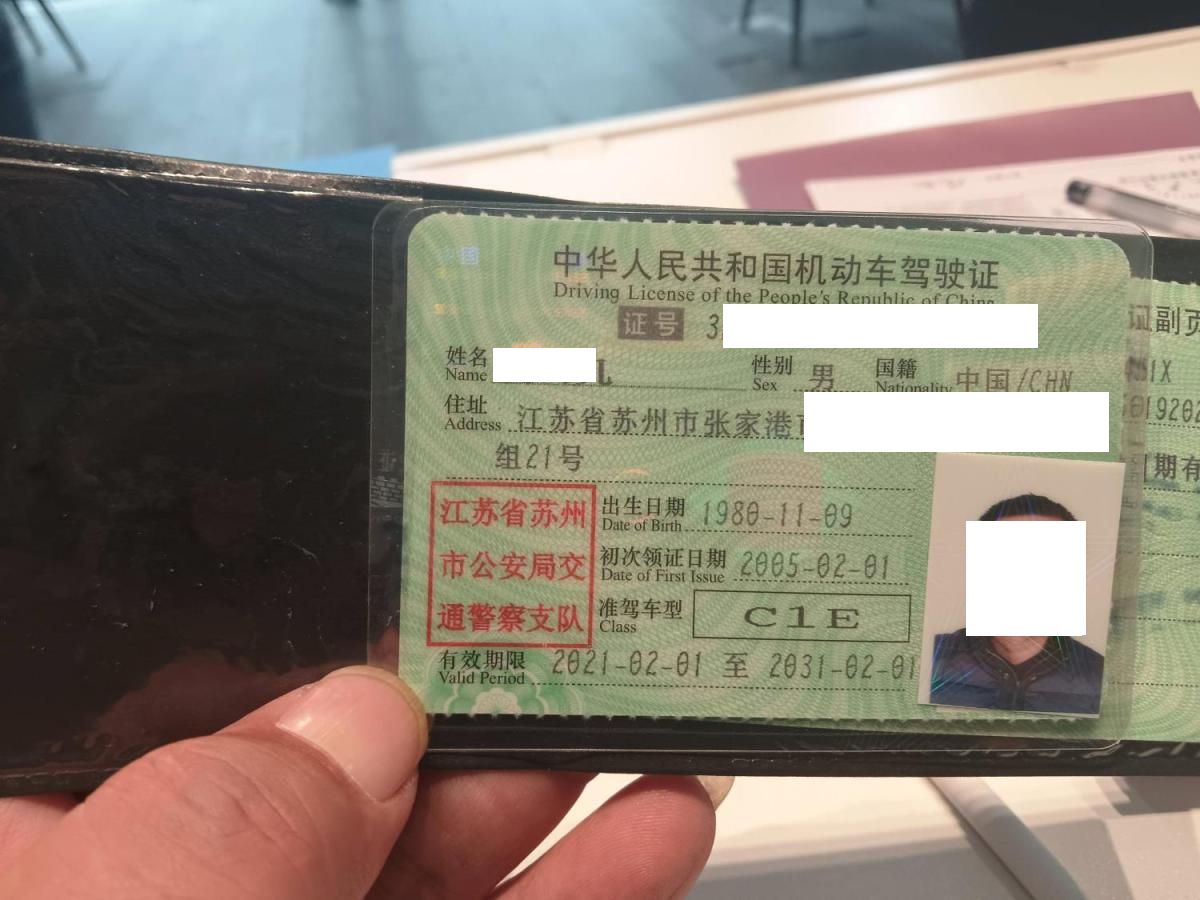 中华人民共和国机动车驾驶证
Driving License of the People's Republic of China
证号 3
姓名 Name
性别 Sex 男 国籍 Nationality 中国/CHN
住址 Address 江苏省苏州市张家港市
组21号
江苏省苏州
市公安局交
通警察支队
出生日期 Date of Birth 1980-11-09
初次领证日期 Date of First Issue 2005-02-01
准驾车型 Class C1E
有效期限 Valid Period 2021-02-01 至 2031-02-01
证副页
51X
01920
期有